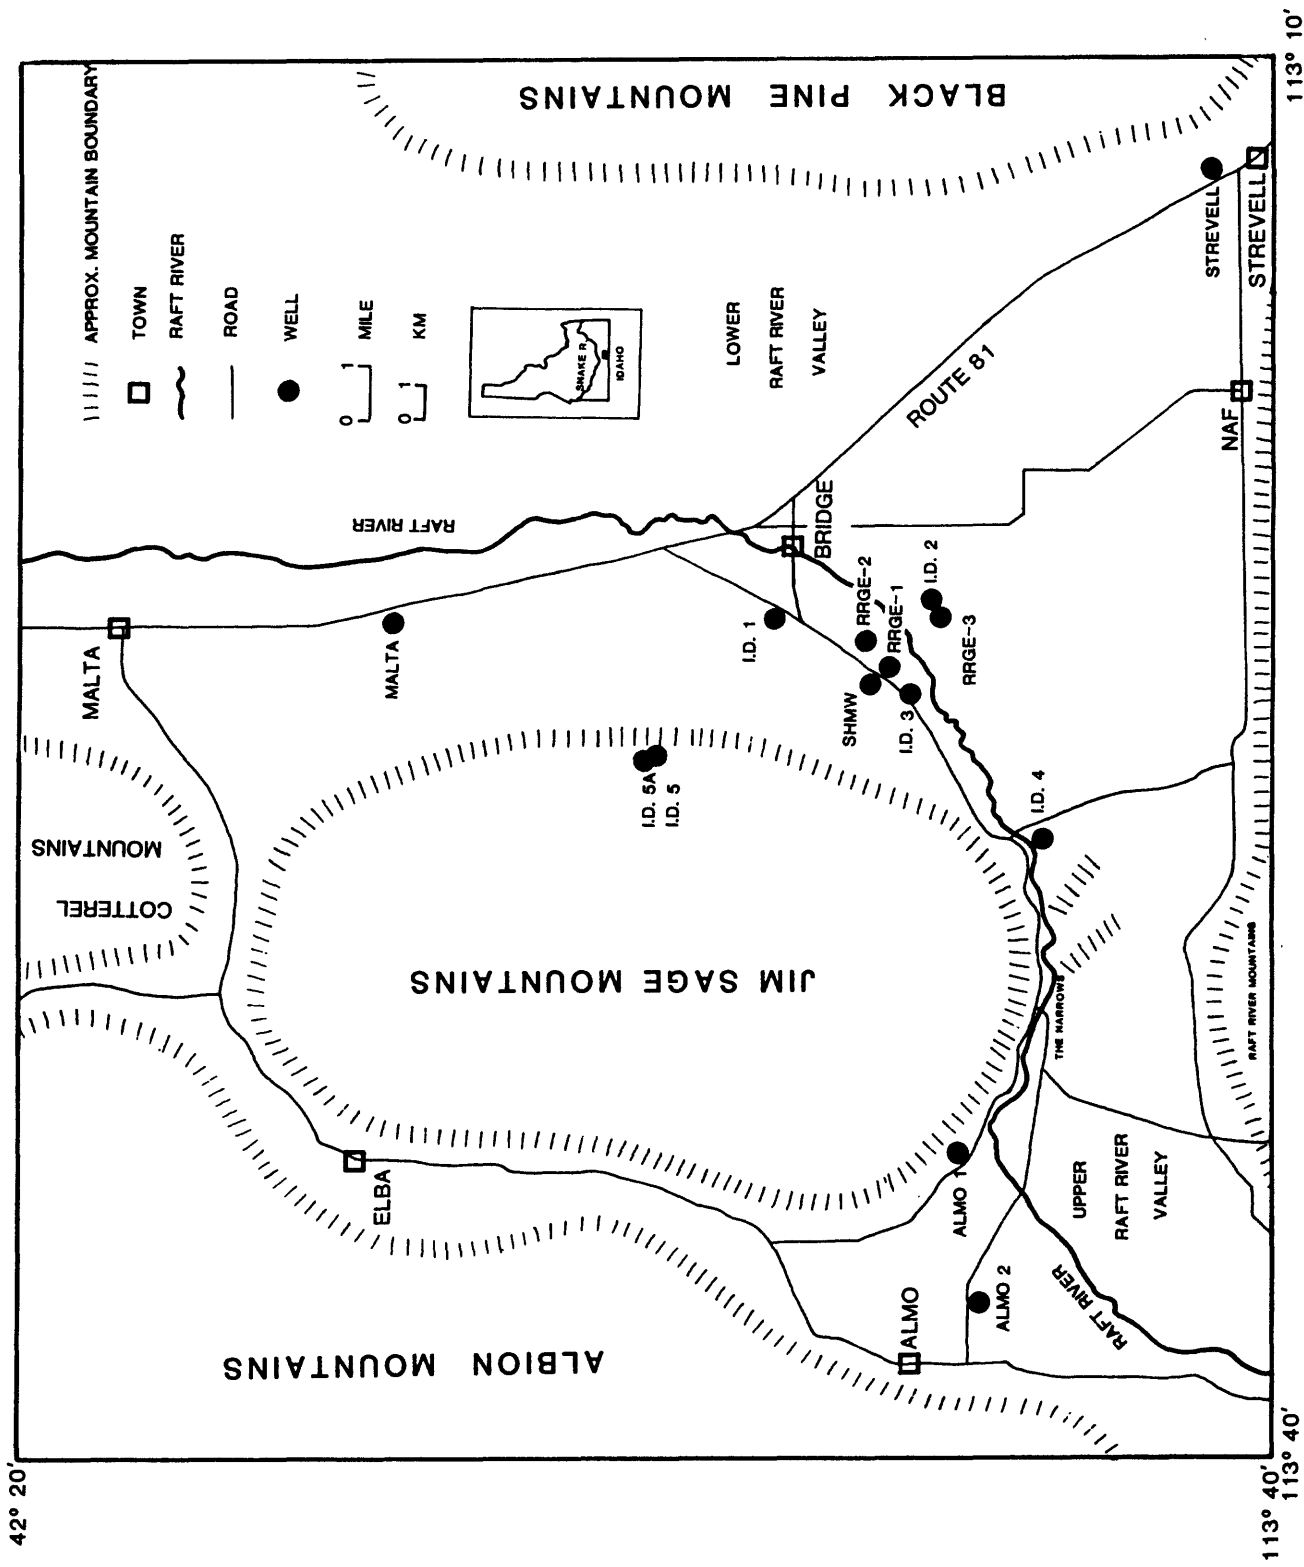 42° 20'
113° 10'
113° 40'
113° 40'
APPROX. MOUNTAIN BOUNDARY
TOWN
RAFT RIVER
ROAD
WELL
0 1 MILE
0 1 KM
SNAKE R.
IDAHO
BLACK PINE MOUNTAINS
LOWER
RAFT RIVER
VALLEY
ROUTE 81
STREVELL
STREVELL
NAF
RAFT RIVER
BRIDGE
MALTA
MALTA
COTTEREL
MOUNTAINS
I.D. 1
RRGE-2
RRGE-1
I.D. 2
RRGE-3
SHMW
I.D. 3
I.D. 4
I.D. 5A
I.D. 5
JIM SAGE MOUNTAINS
THE NARROWS
RAFT RIVER MOUNTAINS
ELBA
ALBION MOUNTAINS
ALMO 1
ALMO 2
ALMO
UPPER
RAFT RIVER
VALLEY
RAFT RIVER